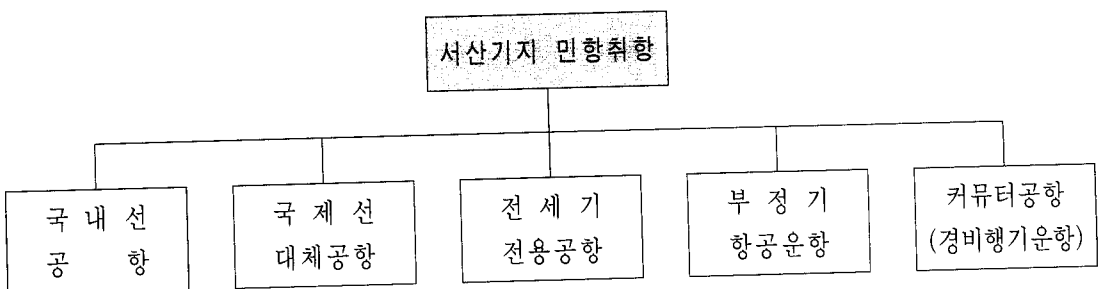 서산기지 민항취항
국 내 선
공 항
국 제 선
대체공항
전 세 기
전용공항
부 정 기
항공운항
커뮤터공항
(경비행기운항)